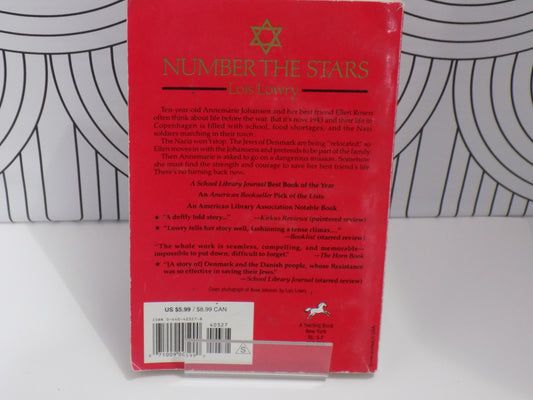 NUMBER THE STARS
Lois Lowry
Ten-year-old Annemarie Johansen and her best friend Ellen Rosen
often think about life before the war. But it's now 1943 and their life in
Copenhagen is filled with school, food shortages, and the Nazi
soldiers marching in their town.
The Nazis won't stop. The Jews of Denmark are being "relocated," so
Ellen moves in with the Johansens and pretends to be part of the family.
Then Annemarie is asked to go on a dangerous mission. Somehow
she must find the strength and courage to save her best friend's life.
There's no turning back now.
A School Library Journal Best Book of the Year
An American Bookseller Pick of the Lists
An American Library Association Notable Book
★ "A deftly told story..." —Kirkus Reviews (pointered review)
★ "Lowry tells her story well, fashioning a tense climax...."
—Booklist (starred review)
"The whole work is seamless, compelling, and memorable—
impossible to put down; difficult to forget." —The Horn Book
★ "[A story of] Denmark and the Danish people, whose Resistance
was so effective in saving their Jews."
—School Library Journal (starred review)
Cover photograph of Anna Johnson by Lois Lowry
US $5.99 / $8.99 CAN
ISBN 0-440-40327-8
40327
S
A Yearling Book
New York